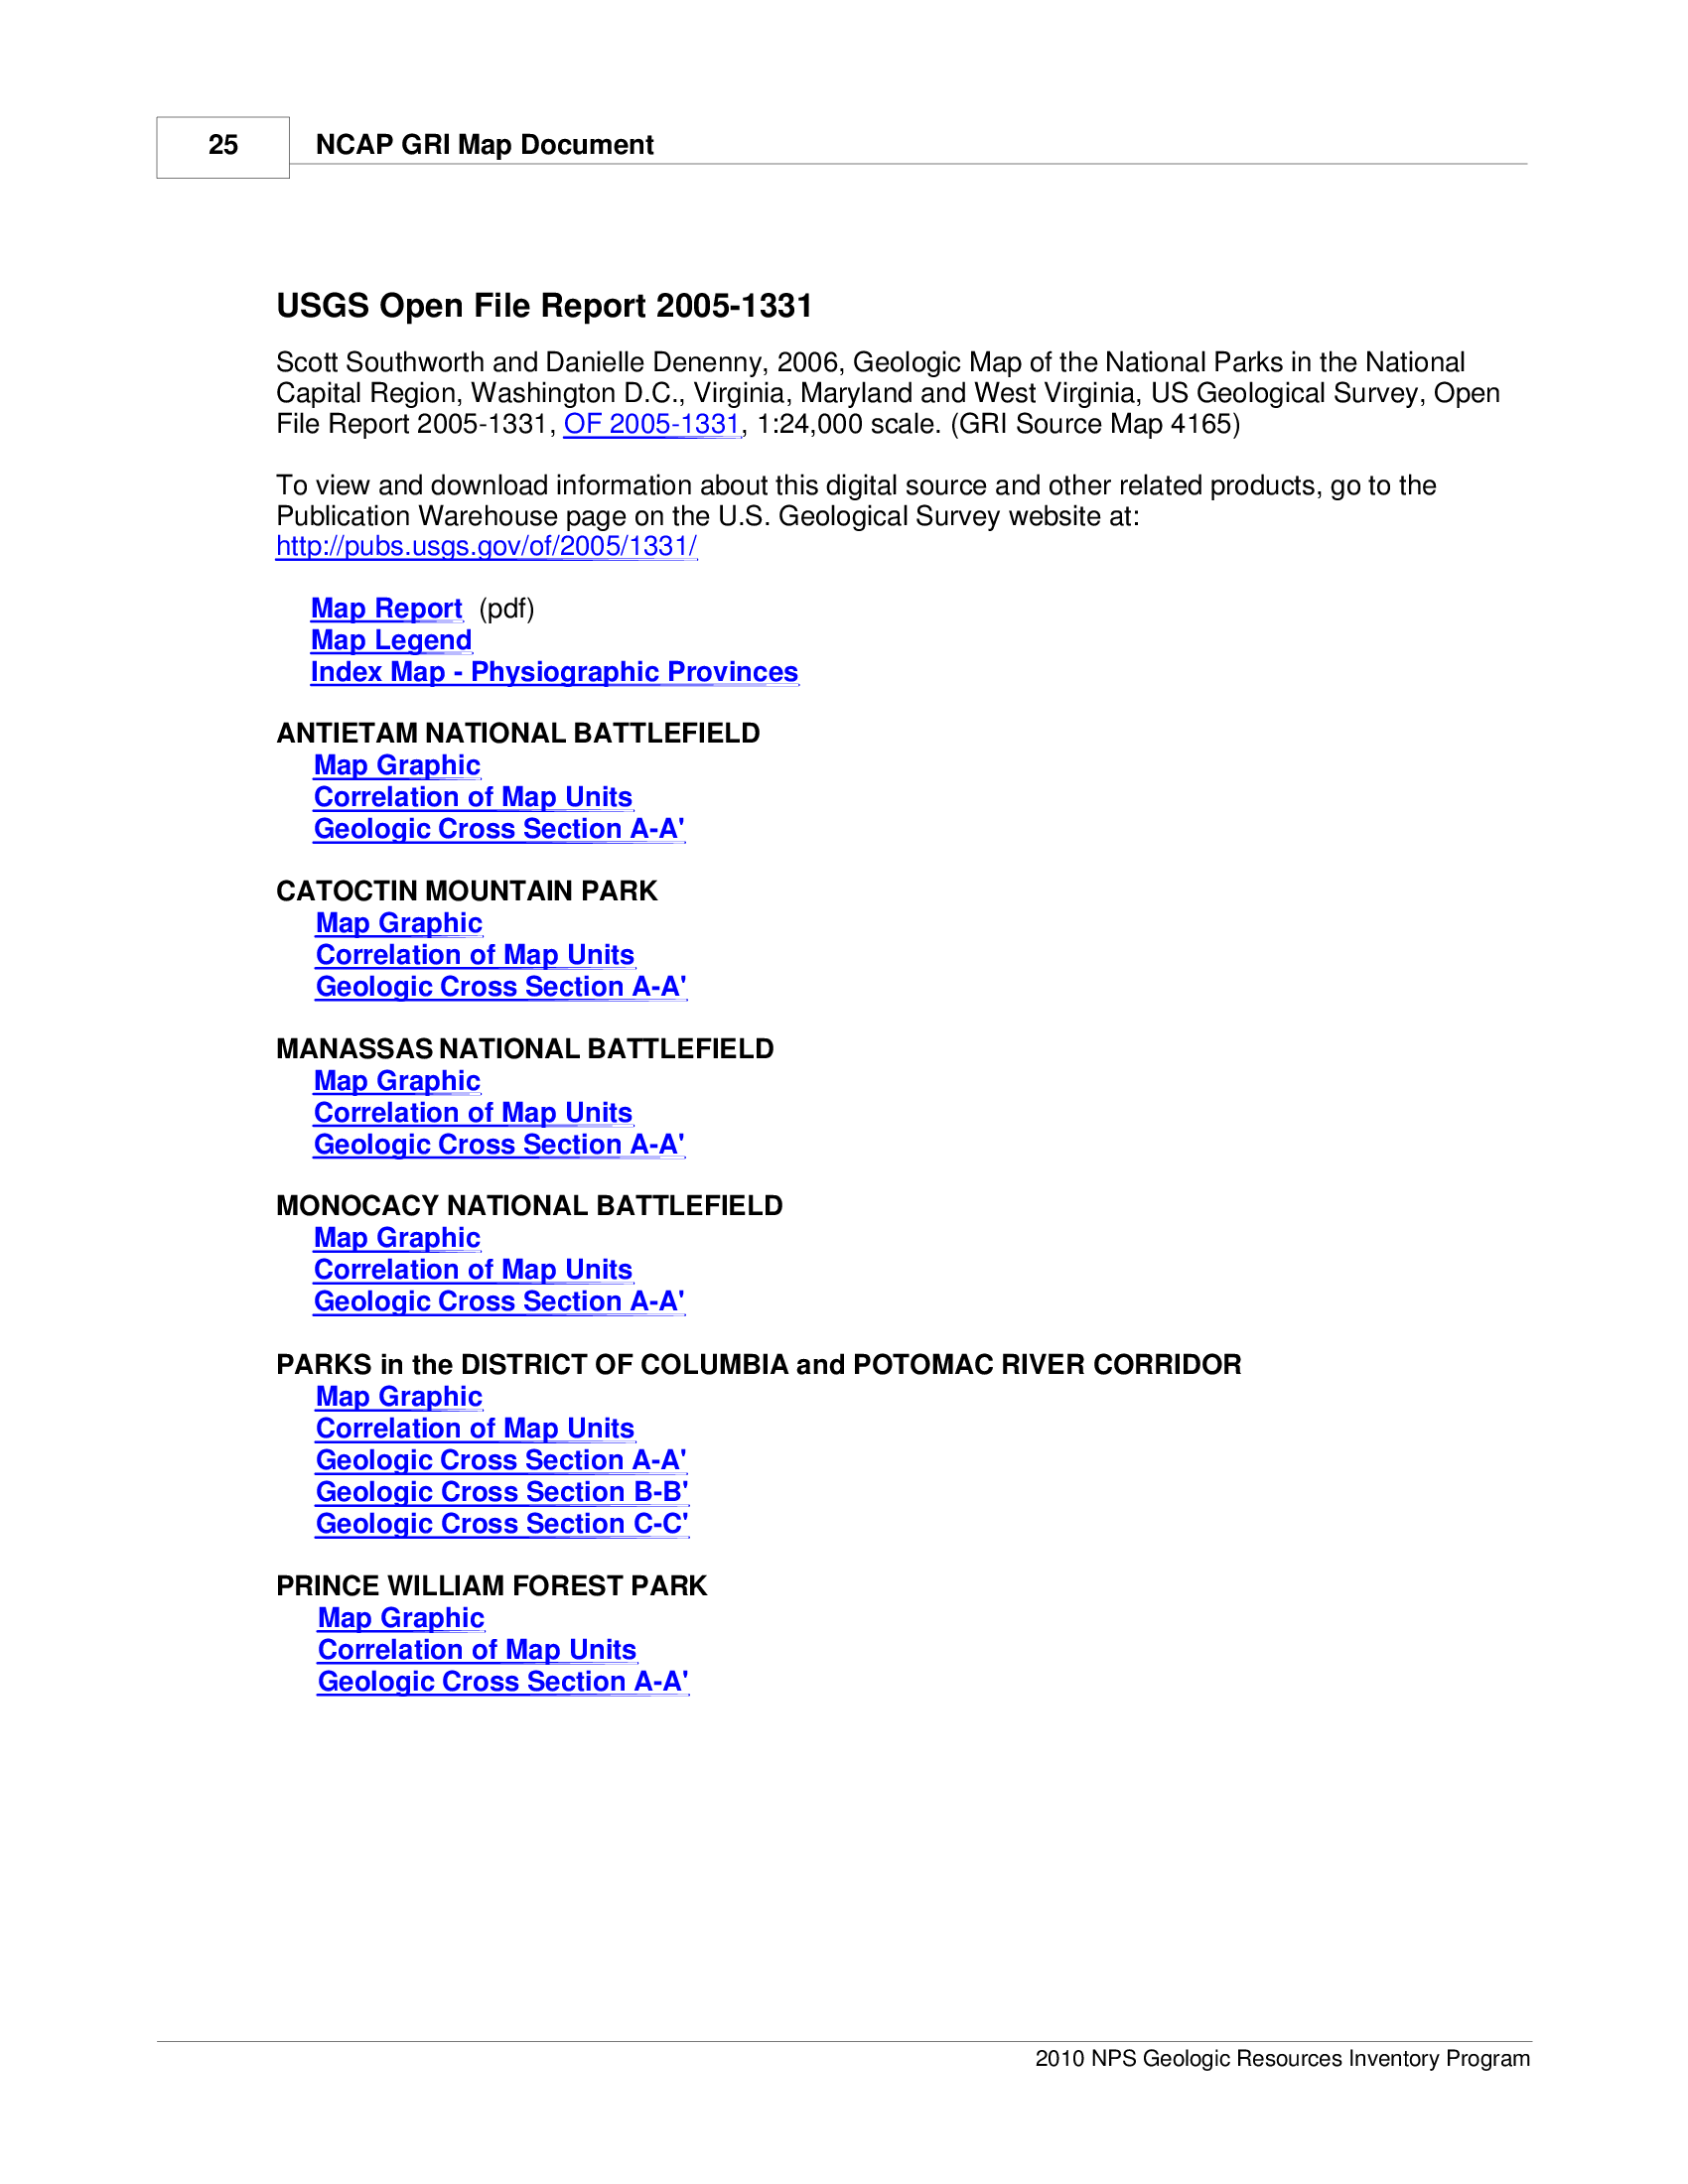 25
NCAP GRI Map Document
USGS Open File Report 2005-1331
Scott Southworth and Danielle Denenny, 2006, Geologic Map of the National Parks in the National
Capital Region, Washington D.C., Virginia, Maryland and West Virginia, US Geological Survey, Open
File Report 2005-1331, OF 2005-1331, 1:24,000 scale. (GRI Source Map 4165)
To view and download information about this digital source and other related products, go to the
Publication Warehouse page on the U.S. Geological Survey website at:
http://pubs.usgs.gov/of/2005/1331/
Map Report (pdf)
Map Legend
Index Map - Physiographic Provinces
ANTIETAM NATIONAL BATTLEFIELD
Map Graphic
Correlation of Map Units
Geologic Cross Section A-A'
CATOCTIN MOUNTAIN PARK
Map Graphic
Correlation of Map Units
Geologic Cross Section A-A'
MANASSAS NATIONAL BATTLEFIELD
Map Graphic
Correlation of Map Units
Geologic Cross Section A-A'
MONOCACY NATIONAL BATTLEFIELD
Map Graphic
Correlation of Map Units
Geologic Cross Section A-A'
PARKS in the DISTRICT OF COLUMBIA and POTOMAC RIVER CORRIDOR
Map Graphic
Correlation of Map Units
Geologic Cross Section A-A'
Geologic Cross Section B-B'
Geologic Cross Section C-C'
PRINCE WILLIAM FOREST PARK
Map Graphic
Correlation of Map Units
Geologic Cross Section A-A'
2010 NPS Geologic Resources Inventory Program